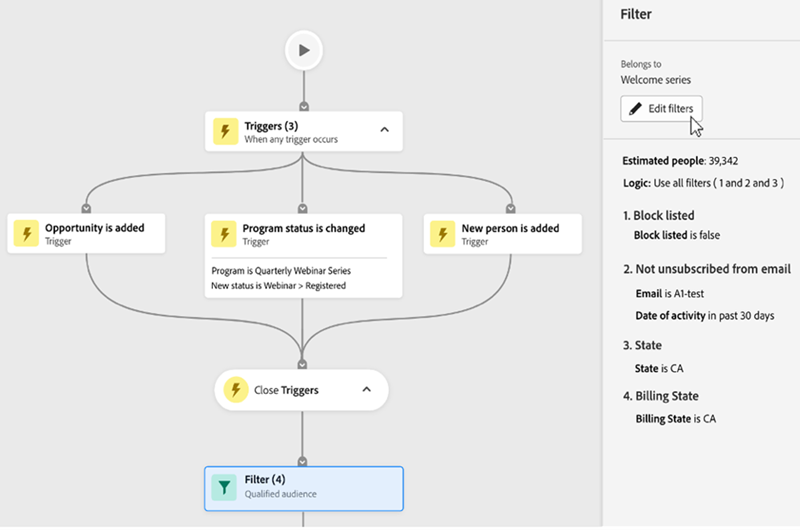 Triggers (3)
When any trigger occurs
Opportunity is added
Trigger
Program status is changed
Trigger
Program is Quarterly Webinar Series
New status is Webinar > Registered
New person is added
Trigger
Close Triggers
Filter (4)
Qualified audience
Filter
Belongs to
Welcome series
Edit filters
Estimated people: 39,342
Logic: Use all filters ( 1 and 2 and 3 )
1. Block listed
Block listed is false
2. Not unsubscribed from email
Email is A1-test
Date of activity in past 30 days
3. State
State is CA
4. Billing State
Billing State is CA